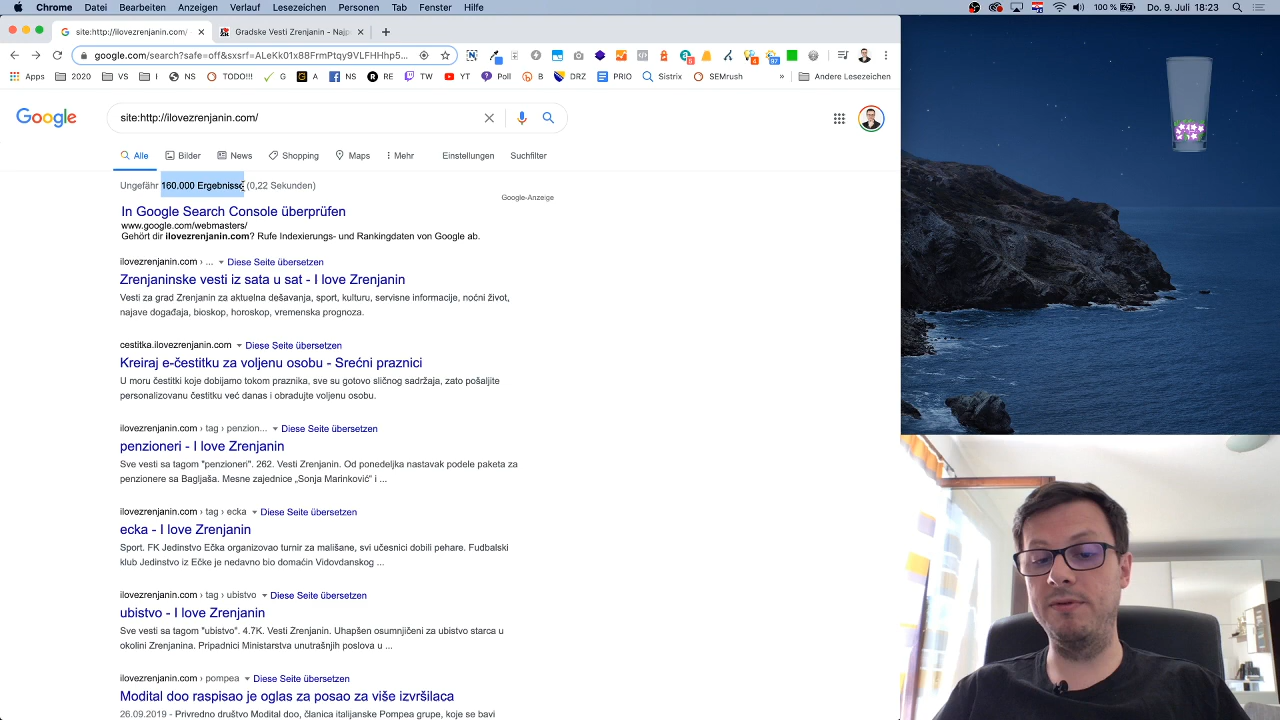 Chrome Datei Bearbeiten Anzeigen Verlauf Lesezeichen Personen Tab Fenster Hilfe 100 % Do. 9. Juli 18:23
site:http://ilovezrenjanin.com/ Gradske Vesti Zrenjanin - Najp
google.com/search?safe=off&sxsrf=ALeKk01x88FrmPtqy9VLFHHhp5...
Apps 2020 VS I NS TODO!!! G A NS RE TW YT Poll B DRZ PRIO Sistrix SEMrush » Andere Lesezeichen
Google site:http://ilovezrenjanin.com/
Alle Bilder News Shopping Maps Mehr Einstellungen Suchfilter
Ungefähr 160.000 Ergebnisse (0,22 Sekunden)
Google-Anzeige
In Google Search Console überprüfen
www.google.com/webmasters/
Gehört dir ilovezrenjanin.com? Rufe Indexierungs- und Rankingdaten von Google ab.
ilovezrenjanin.com › ... Diese Seite übersetzen
Zrenjaninske vesti iz sata u sat - I love Zrenjanin
Vesti za grad Zrenjanin za aktuelna dešavanja, sport, kulturu, servisne informacije, noćni život,
najave događaja, bioskop, horoskop, vremenska prognoza.
cestitka.ilovezrenjanin.com Diese Seite übersetzen
Kreiraj e-čestitku za voljenu osobu - Srećni praznici
U moru čestitki koje dobijamo tokom praznika, sve su gotovo sličnog sadržaja, zato pošaljite
personalizovanu čestitku već danas i obradujte voljenu osobu.
ilovezrenjanin.com › tag › penzion... Diese Seite übersetzen
penzioneri - I love Zrenjanin
Sve vesti sa tagom "penzioneri". 262. Vesti Zrenjanin. Od ponedeljka nastavak podele paketa za
penzionere sa Bagljaša. Mesne zajednice „Sonja Marinković" i ...
ilovezrenjanin.com › tag › ecka Diese Seite übersetzen
ecka - I love Zrenjanin
Sport. FK Jedinstvo Ečka organizovao turnir za mališane, svi učesnici dobili pehare. Fudbalski
klub Jedinstvo iz Ečke je nedavno bio domaćin Vidovdanskog ...
ilovezrenjanin.com › tag › ubistvo Diese Seite übersetzen
ubistvo - I love Zrenjanin
Sve vesti sa tagom "ubistvo". 4.7K. Vesti Zrenjanin. Uhapšen osumnjičeni za ubistvo starca u
okolini Zrenjanina. Pripadnici Ministarstva unutrašnjih poslova u ...
ilovezrenjanin.com › pompea Diese Seite übersetzen
Modital doo raspisao je oglas za posao za više izvršilaca
26.09.2019 - Privredno društvo Modital doo, članica italijanske Pompea grupe, koje se bavi